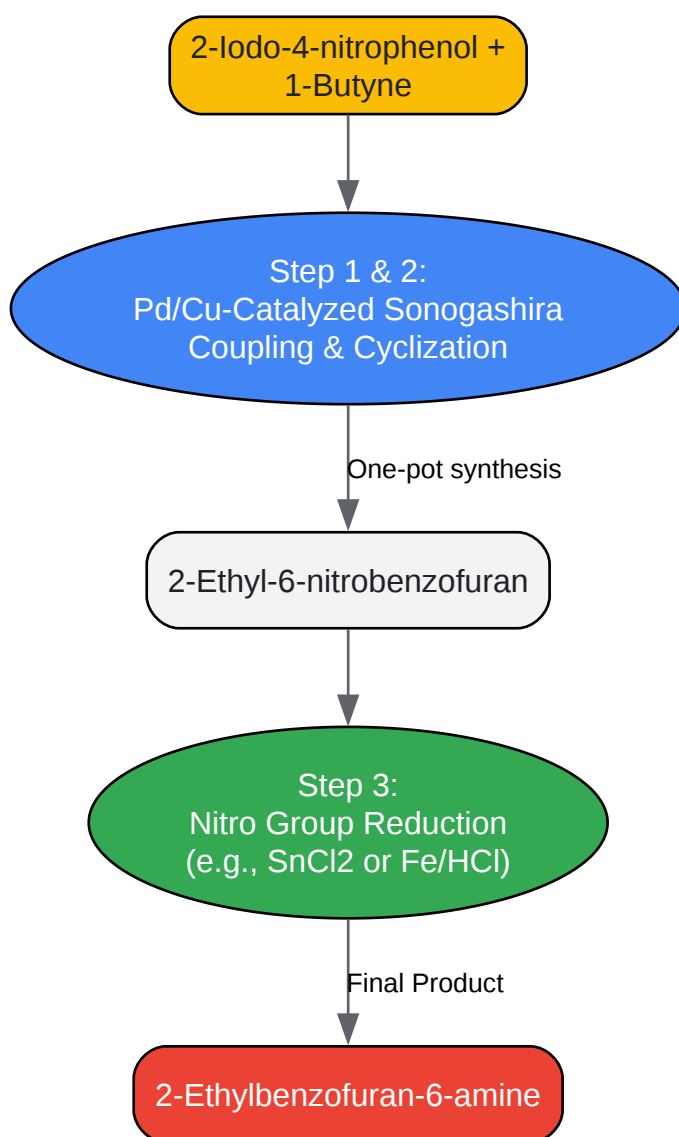 2-Iodo-4-nitrophenol +
1-Butyne
Step 1 & 2:
Pd/Cu-Catalyzed Sonogashira
Coupling & Cyclization
One-pot synthesis
2-Ethyl-6-nitrobenzofuran
Step 3:
Nitro Group Reduction
(e.g., SnCl2 or Fe/HCl)
Final Product
2-Ethylbenzofuran-6-amine